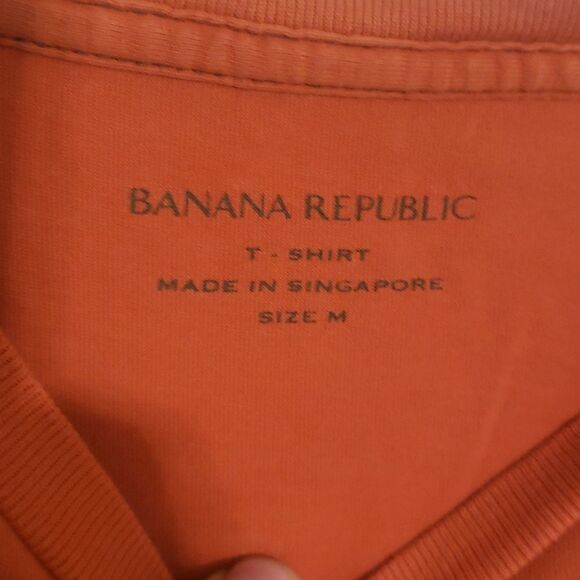 BANANA REPUBLIC
T - SHIRT
MADE IN SINGAPORE
SIZE M